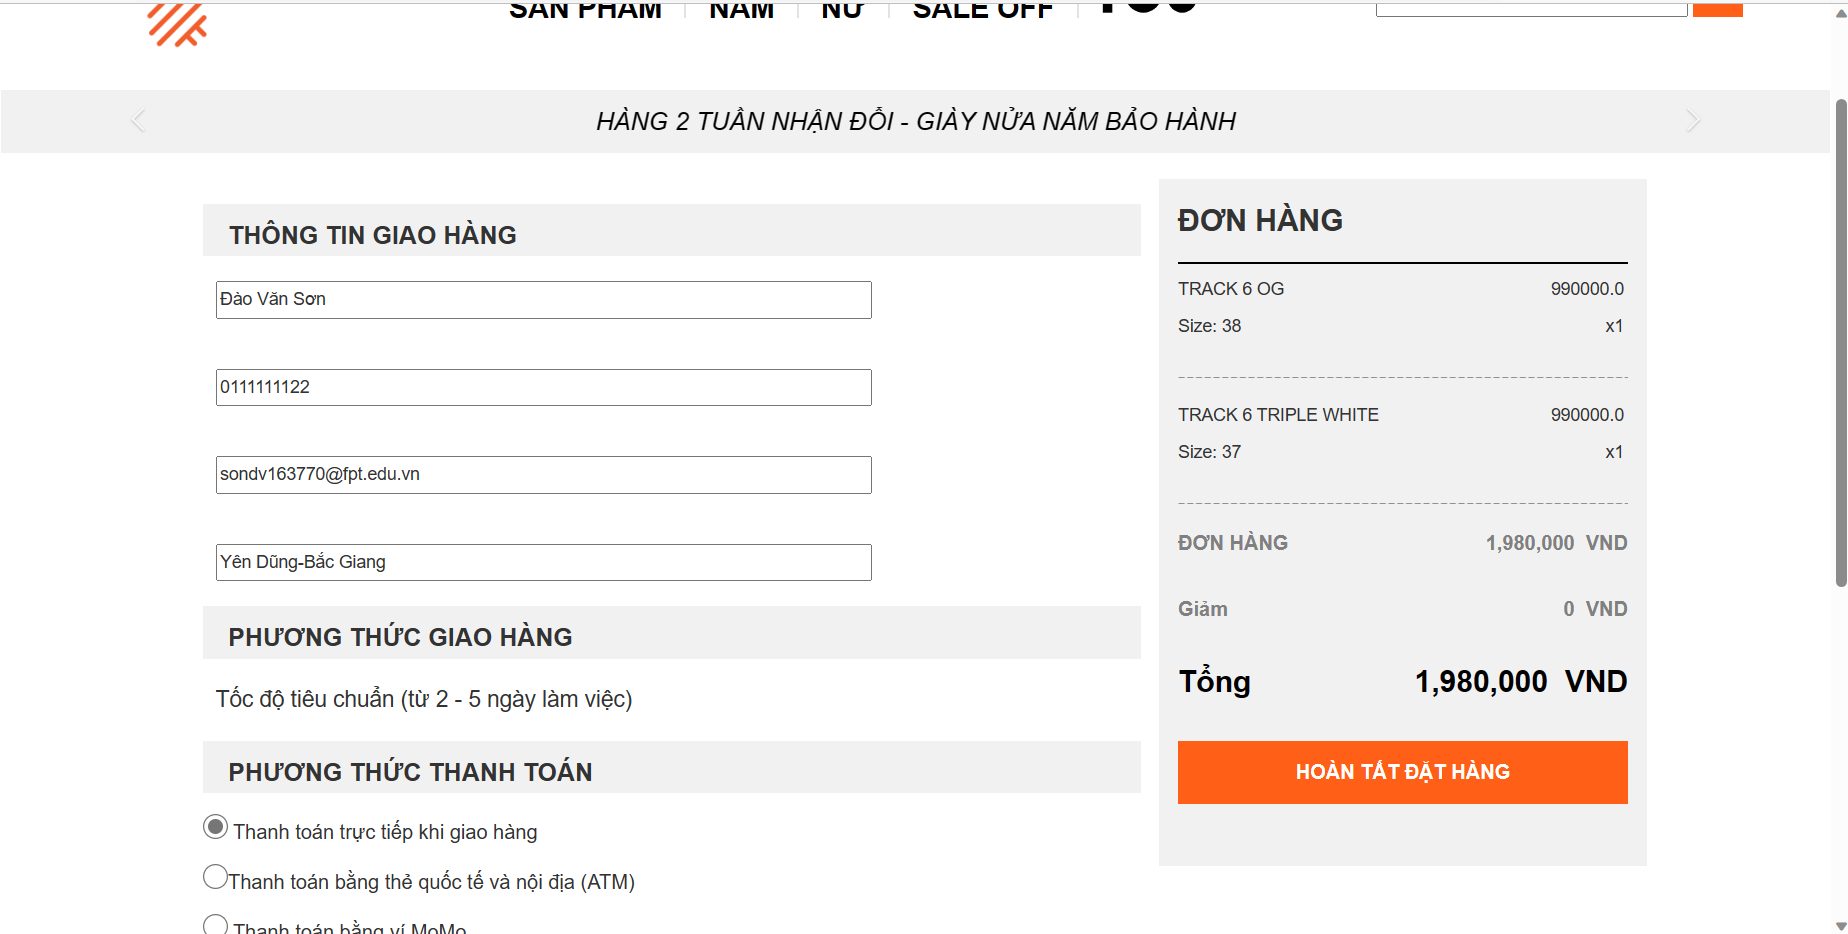 SẢN PHẨM NAM NỮ SALE OFF
HÀNG 2 TUẦN NHẬN ĐỔI - GIÀY NỬA NĂM BẢO HÀNH
THÔNG TIN GIAO HÀNG
Đào Văn Sơn
0111111122
sondv163770@fpt.edu.vn
Yên Dũng-Bắc Giang
PHƯƠNG THỨC GIAO HÀNG
Tốc độ tiêu chuẩn (từ 2 - 5 ngày làm việc)
PHƯƠNG THỨC THANH TOÁN
Thanh toán trực tiếp khi giao hàng
Thanh toán bằng thẻ quốc tế và nội địa (ATM)
Thanh toán bằng ví MoMo
ĐƠN HÀNG
TRACK 6 OG 990000.0
Size: 38 x1
TRACK 6 TRIPLE WHITE 990000.0
Size: 37 x1
ĐƠN HÀNG 1,980,000 VND
Giảm 0 VND
Tổng 1,980,000 VND
HOÀN TẤT ĐẶT HÀNG